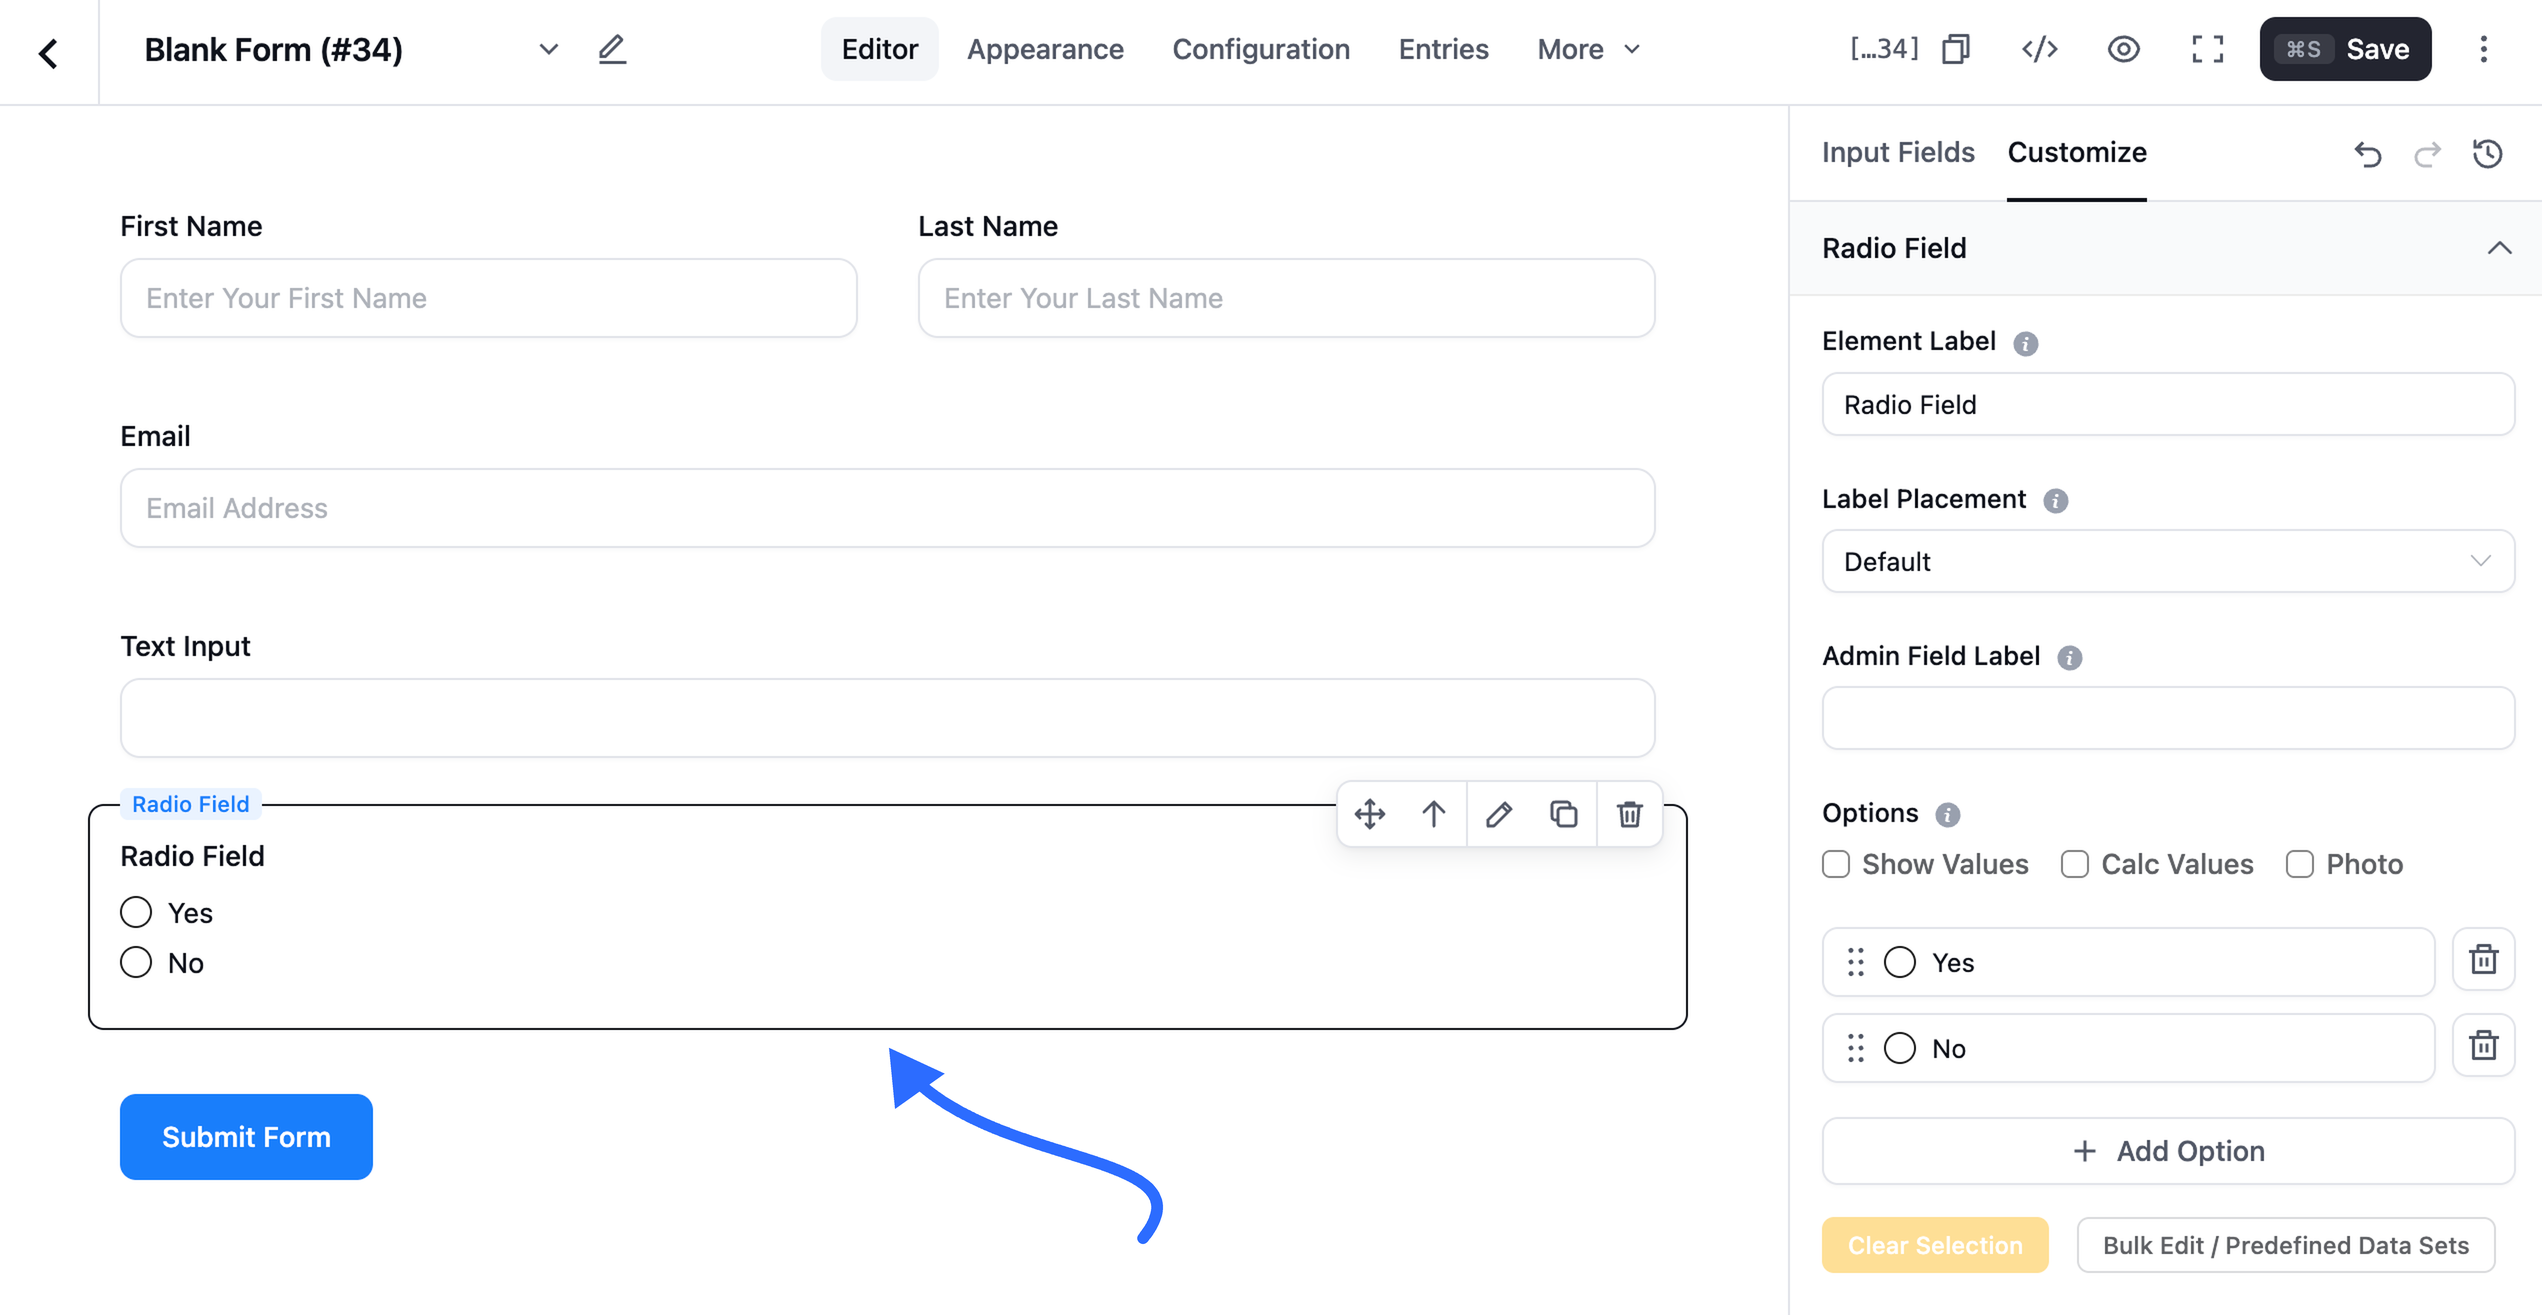 Blank Form (#34)
Editor
Appearance
Configuration
Entries
More
[...34]
⌘S Save
Input Fields
Customize
First Name
Enter Your First Name
Last Name
Enter Your Last Name
Email
Email Address
Text Input
Radio Field
Radio Field
Yes
No
Submit Form
Radio Field
Element Label
Radio Field
Label Placement
Default
Admin Field Label
Options
Show Values
Calc Values
Photo
Yes
No
+ Add Option
Clear Selection
Bulk Edit / Predefined Data Sets